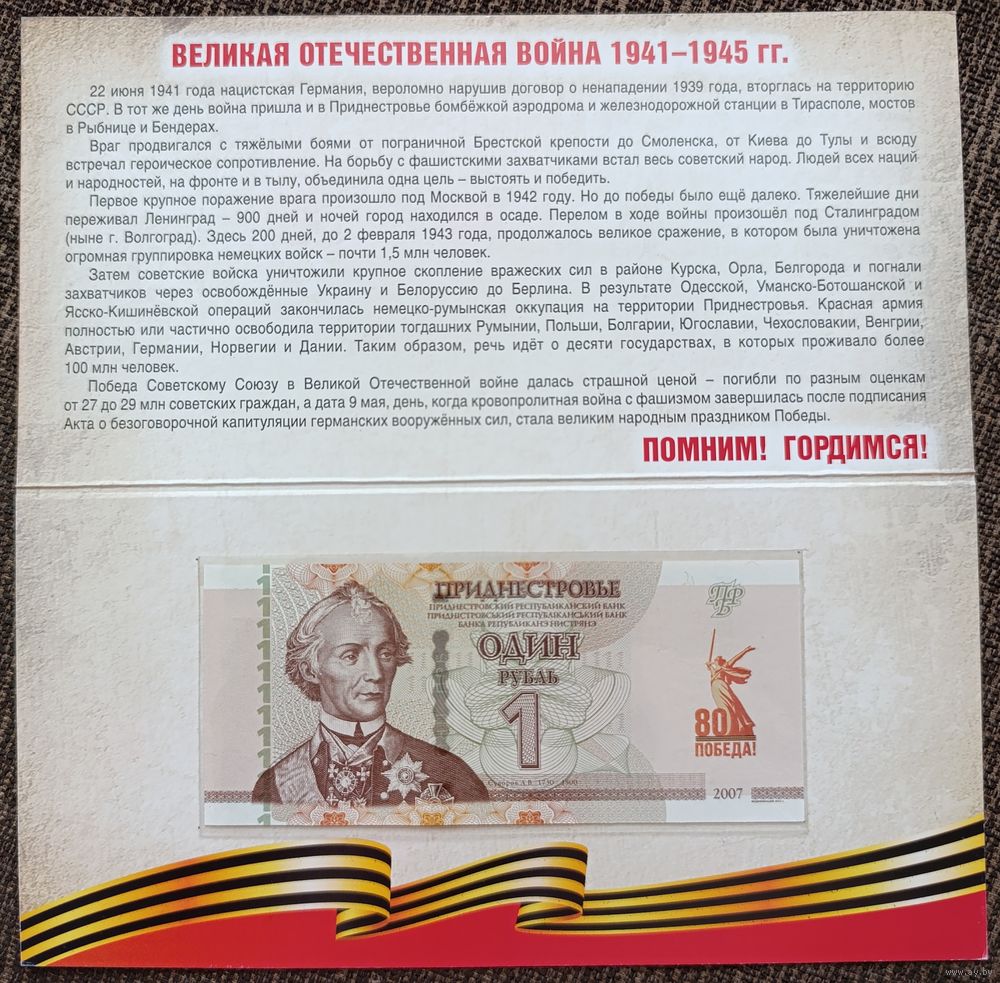 ВЕЛИКАЯ ОТЕЧЕСТВЕННАЯ ВОЙНА 1941–1945 ГГ.
22 июня 1941 года нацистская Германия, вероломно нарушив договор о ненападении 1939 года, вторглась на территорию
СССР. В тот же день война пришла и в Приднестровье бомбёжкой аэродрома и железнодорожной станции в Тирасполе, мостов
в Рыбнице и Бендерах.
Враг продвигался с тяжёлыми боями от пограничной Брестской крепости до Смоленска, от Киева до Тулы и всюду
встречал героическое сопротивление. На борьбу с фашистскими захватчиками встал весь советский народ. Людей всех наций
и народностей, на фронте и в тылу, объединила одна цель – выстоять и победить.
Первое крупное поражение врага произошло под Москвой в 1942 году. Но до победы было ещё далеко. Тяжелейшие дни
переживал Ленинград – 900 дней и ночей город находился в осаде. Перелом в ходе войны произошёл под Сталинградом
(ныне г. Волгоград). Здесь 200 дней, до 2 февраля 1943 года, продолжалось великое сражение, в котором была уничтожена
огромная группировка немецких войск – почти 1,5 млн человек.
Затем советские войска уничтожили крупное скопление вражеских сил в районе Курска, Орла, Белгорода и погнали
захватчиков через освобождённые Украину и Белоруссию до Берлина. В результате Одесской, Уманско-Ботошанской и
Ясско-Кишинёвской операций закончилась немецко-румынская оккупация на территории Приднестровья. Красная армия
полностью или частично освободила территории тогдашних Румынии, Польши, Болгарии, Югославии, Чехословакии, Венгрии,
Австрии, Германии, Норвегии и Дании. Таким образом, речь идёт о десяти государствах, в которых проживало более
100 млн человек.
Победа Советскому Союзу в Великой Отечественной войне далась страшной ценой – погибли по разным оценкам
от 27 до 29 млн советских граждан, а дата 9 мая, день, когда кровопролитная война с фашизмом завершилась после подписания
Акта о безоговорочной капитуляции германских вооружённых сил, стала великим народным праздником Победы.
ПОМНИМ! ГОРДИМСЯ!
ПРИДНЕСТРОВЬЕ
ПРИДНЕСТРОВСКИЙ РЕСПУБЛИКАНСКИЙ БАНК
ПРИДНІСТРОВСЬКИЙ РЕСПУБЛІКАНСЬКИЙ БАНК
БАНКА РЕПУБЛИКАНЭ НИСТРЯНЭ
ОДИН
РУБЛЬ
1
80
ПОБЕДА!
Суворов А.В. 1730 - 1800
2007
www.ay.by